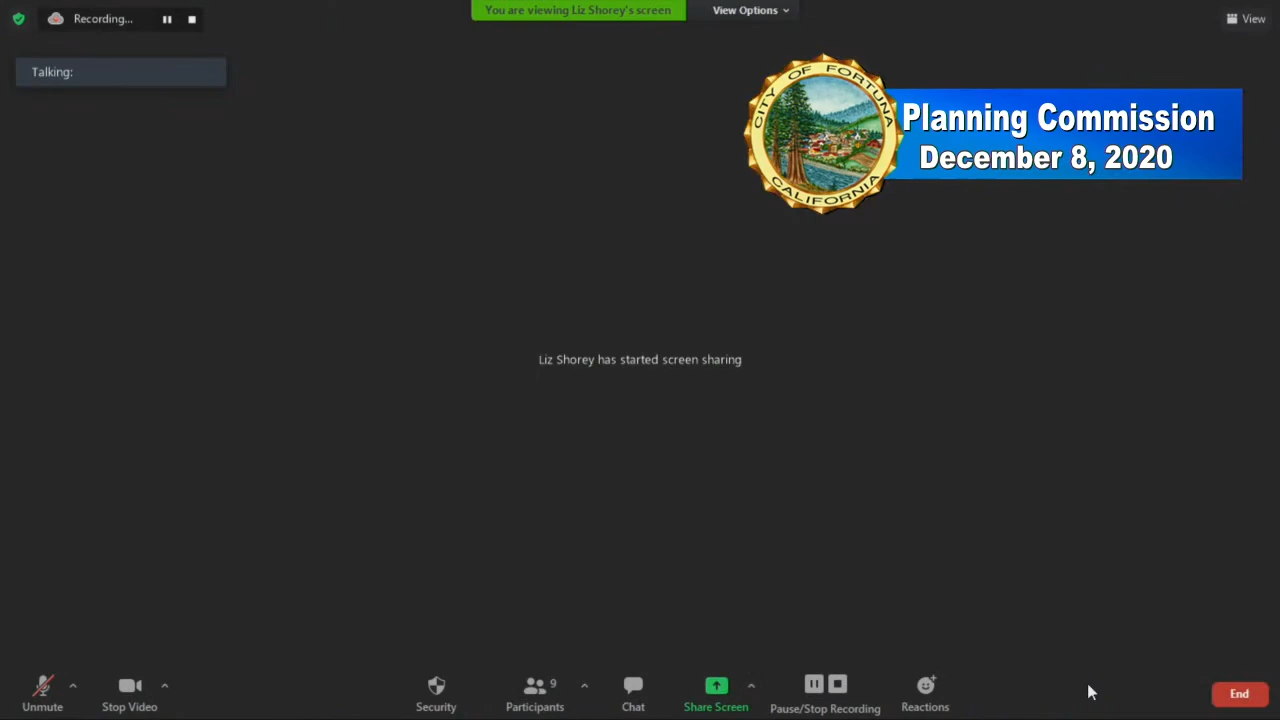 Recording...
You are viewing Liz Shorey's screen
View Options
View
Talking:
CITY OF FORTUNA
CALIFORNIA
Planning Commission
December 8, 2020
Liz Shorey has started screen sharing
9
Unmute
Stop Video
Security
Participants
Chat
Share Screen
Pause/Stop Recording
Reactions
End